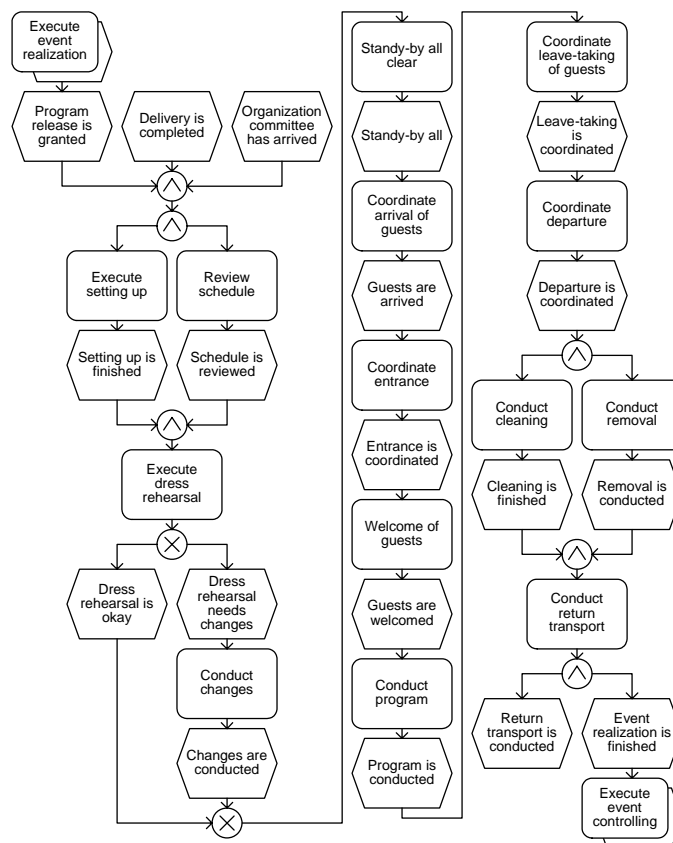 Execute
event
realization
Program
release is
granted
Delivery is
completed
Organization
committee
has arrived
Execute
setting up
Review
schedule
Setting up is
finished
Schedule is
reviewed
Execute
dress
rehearsal
Dress
rehearsal is
okay
Dress
rehearsal
needs
changes
Conduct
changes
Changes are
conducted
Standy-by all
clear
Standy-by all
Coordinate
arrival of
guests
Guests are
arrived
Coordinate
entrance
Entrance is
coordinated
Welcome of
guests
Guests are
welcomed
Conduct
program
Program is
conducted
Coordinate
leave-taking
of guests
Leave-taking
is
coordinated
Coordinate
departure
Departure is
coordinated
Conduct
cleaning
Conduct
removal
Cleaning is
finished
Removal is
conducted
Conduct
return
transport
Return
transport is
conducted
Event
realization is
finished
Execute
event
controlling